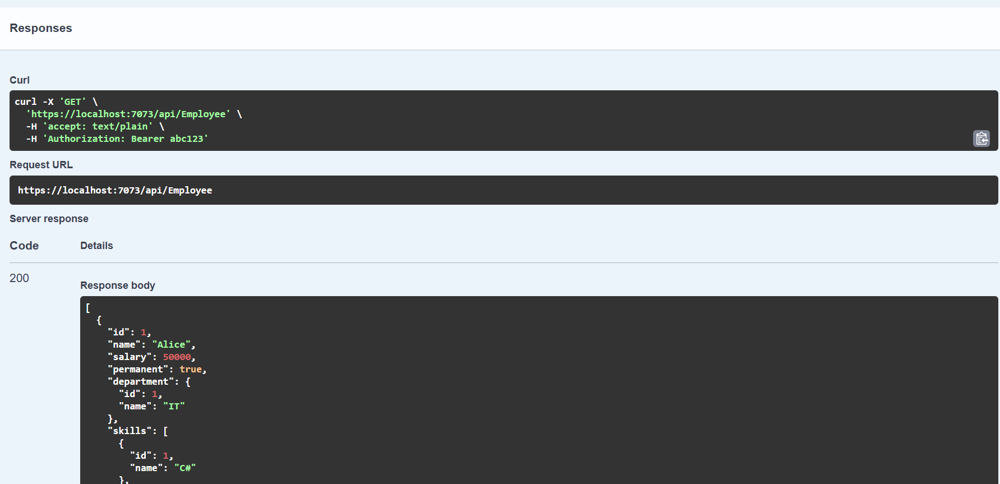 Responses
Curl
curl -X 'GET' \
  'https://localhost:7073/api/Employee' \
  -H 'accept: text/plain' \
  -H 'Authorization: Bearer abc123'
Request URL
https://localhost:7073/api/Employee
Server response
Code Details
200
Response body
[
  {
    "id": 1,
    "name": "Alice",
    "salary": 50000,
    "permanent": true,
    "department": {
      "id": 1,
      "name": "IT"
    },
    "skills": [
      {
        "id": 1,
        "name": "C#"
      },